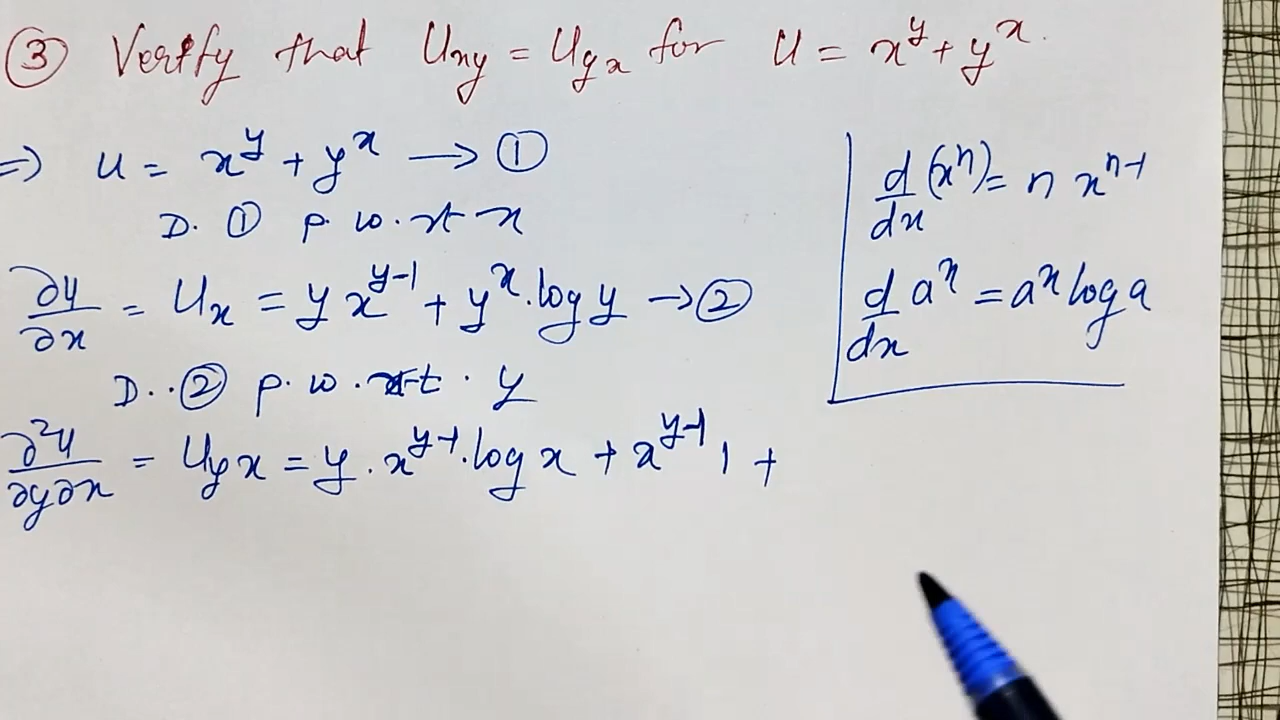 ③ Verify that Uxy = Uyx for U = x^y + y^x.
=> u = x^y + y^x → ①
D. ① p. w. r. t x
∂u/∂x = Ux = y x^(y-1) + y^x . log y → ②
D.. ② p. w. r. t. y
∂²u/∂y∂x = Uyx = y . x^(y-1) . log x + x^(y-1) 1 +
d/dx (x^n) = n x^(n-1)
d/dx a^x = a^x log a